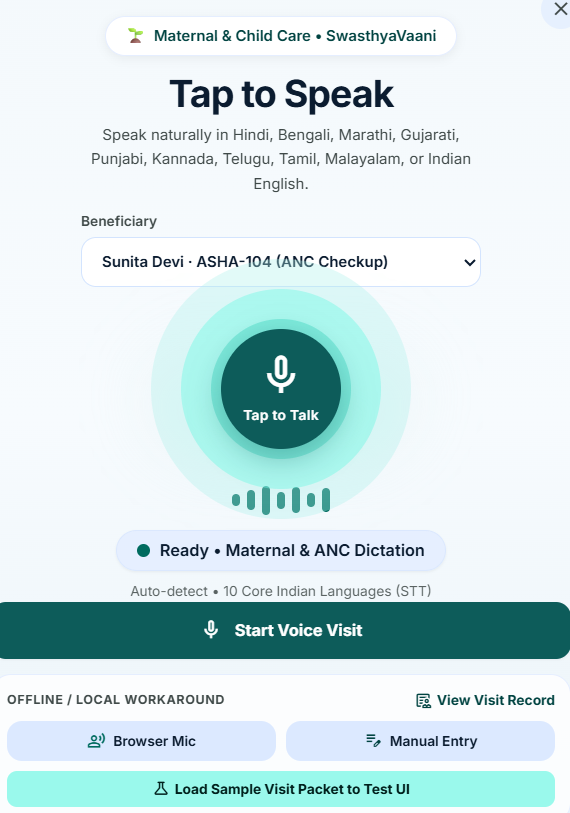 Maternal & Child Care • SwasthyaVaani
Tap to Speak
Speak naturally in Hindi, Bengali, Marathi, Gujarati,
Punjabi, Kannada, Telugu, Tamil, Malayalam, or Indian
English.
Beneficiary
Sunita Devi · ASHA-104 (ANC Checkup)
Tap to Talk
Ready • Maternal & ANC Dictation
Auto-detect • 10 Core Indian Languages (STT)
Start Voice Visit
OFFLINE / LOCAL WORKAROUND
View Visit Record
Browser Mic
Manual Entry
Load Sample Visit Packet to Test UI